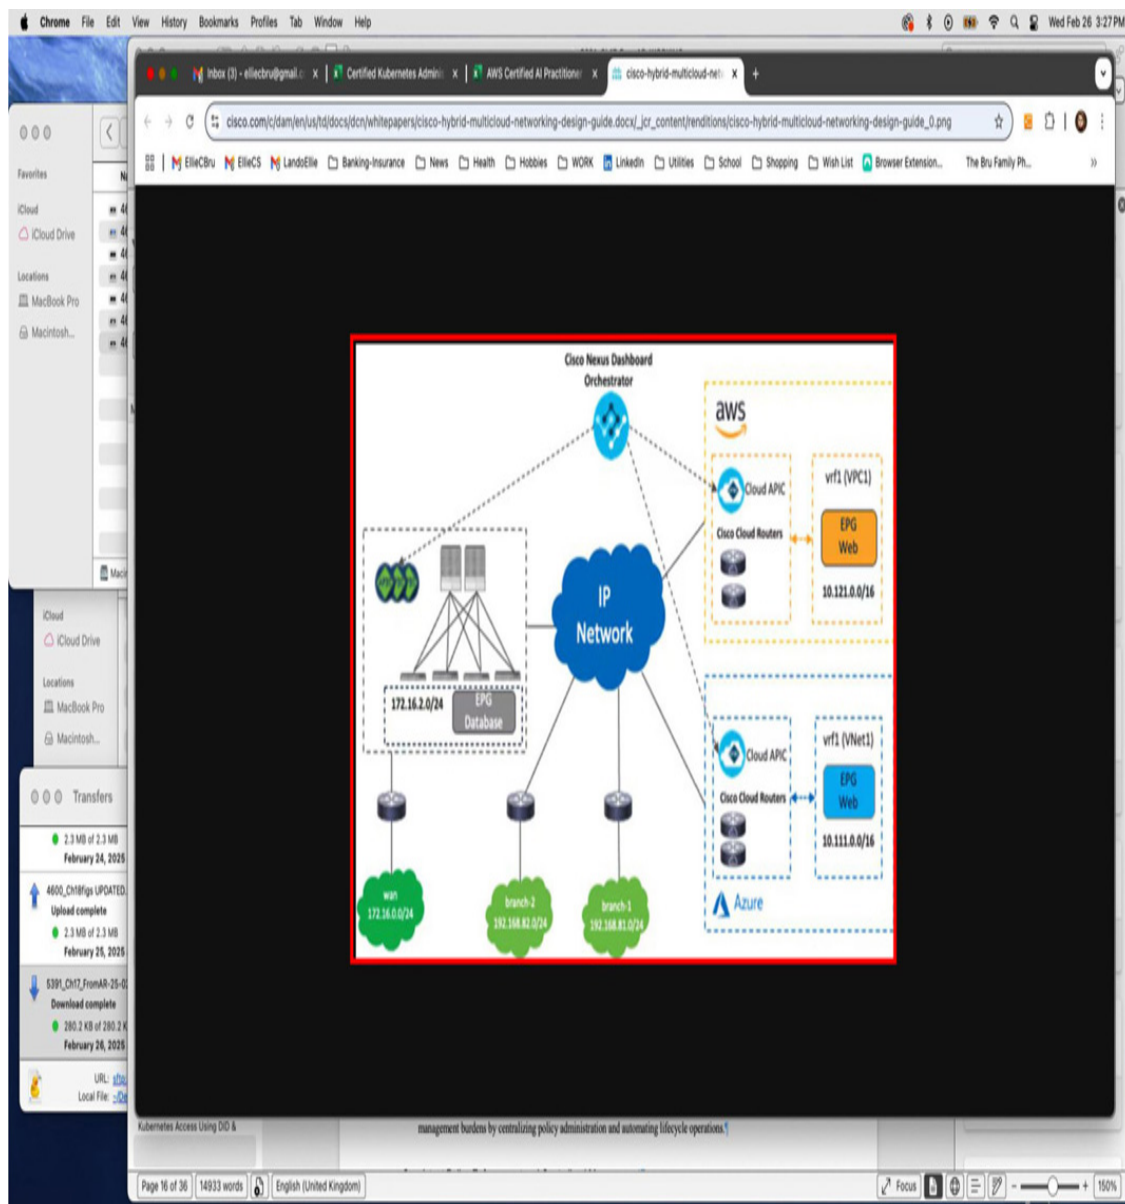 Chrome File Edit View History Bookmarks Profiles Tab Window Help
Wed Feb 26 3:27 PM
Inbox (3) - elliecbru@gmail.c
Certified Kubernetes Admini
AWS Certified AI Practitioner
cisco-hybrid-multicloud-net
cisco.com/c/dam/en/us/td/docs/dcn/whitepapers/cisco-hybrid-multicloud-networking-design-guide.docx/_jcr_content/renditions/cisco-hybrid-multicloud-networking-design-guide_0.png
EllieCBru EllieCS LandoEllie Banking-Insurance News Health Hobbies WORK LinkedIn Utilities School Shopping Wish List Browser Extension... The Bru Family Ph...
Favorites
iCloud
iCloud Drive
Locations
MacBook Pro
Macintosh...
Cisco Nexus Dashboard
Orchestrator
aws
Cloud APIC
Cisco Cloud Routers
vrf1 (VPC1)
EPG
Web
10.121.0.0/16
IP
Network
172.16.2.0/24
EPG
Database
Cloud APIC
Cisco Cloud Routers
vrf1 (VNet1)
EPG
Web
10.111.0.0/16
Azure
wan
172.16.0.0/24
branch-2
192.168.82.0/24
branch-1
192.168.81.0/24
iCloud
iCloud Drive
Locations
MacBook Pro
Macintosh...
Transfers
2.3 MB of 2.3 MB
February 24, 2025
4600_Ch18figs UPDATED.
Upload complete
2.3 MB of 2.3 MB
February 25, 2025
5391_Ch17_FromAR-25-0
Download complete
280.2 KB of 280.2 K
February 26, 2025
URL: sftp
Local File: ~/De
Kubernetes Access Using DID &
management burdens by centralizing policy administration and automating lifecycle operations.
Page 16 of 36 14933 words English (United Kingdom) Focus 150%